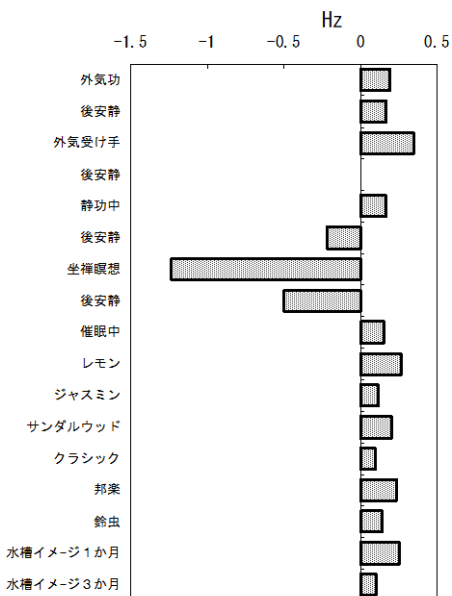 Hz
-1.5 -1 -0.5 0 0.5
外気功
後安静
外気受け手
後安静
静功中
後安静
坐禅瞑想
後安静
催眠中
レモン
ジャスミン
サンダルウッド
クラシック
邦楽
鈴虫
水槽イメージ1か月
水槽イメージ3か月